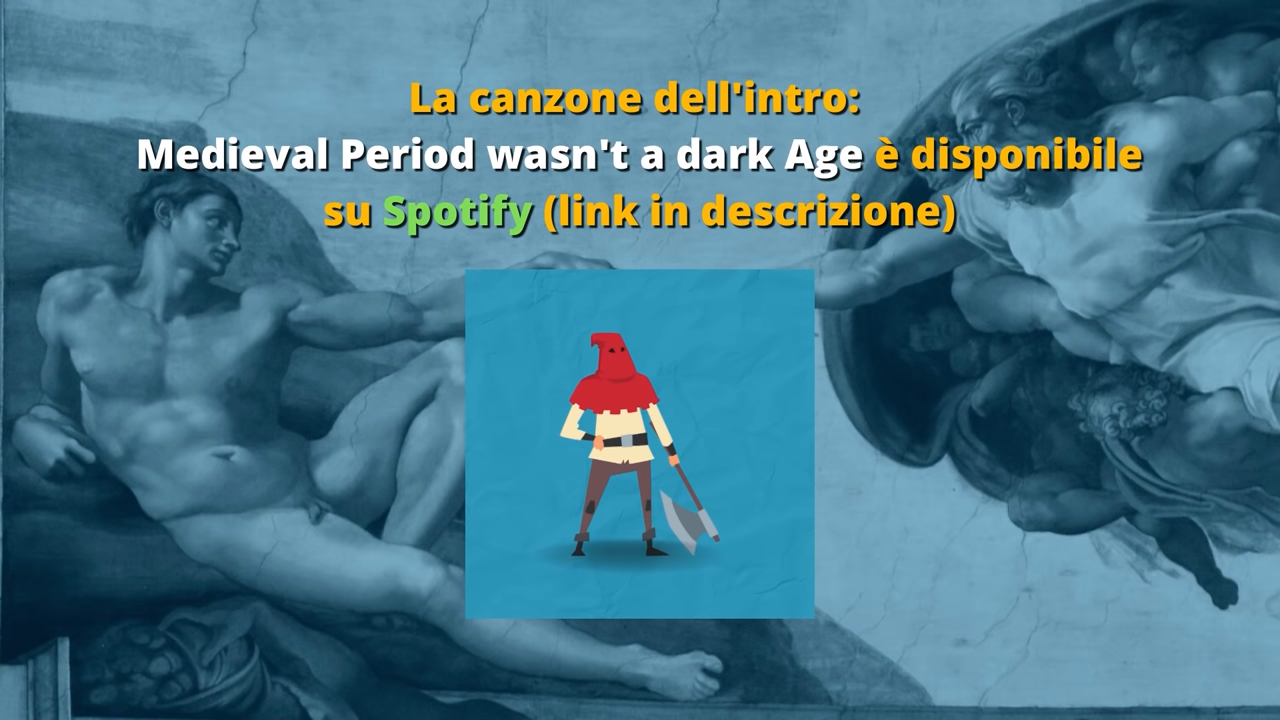 La canzone dell'intro:
Medieval Period wasn't a dark Age è disponibile
su Spotify (link in descrizione)